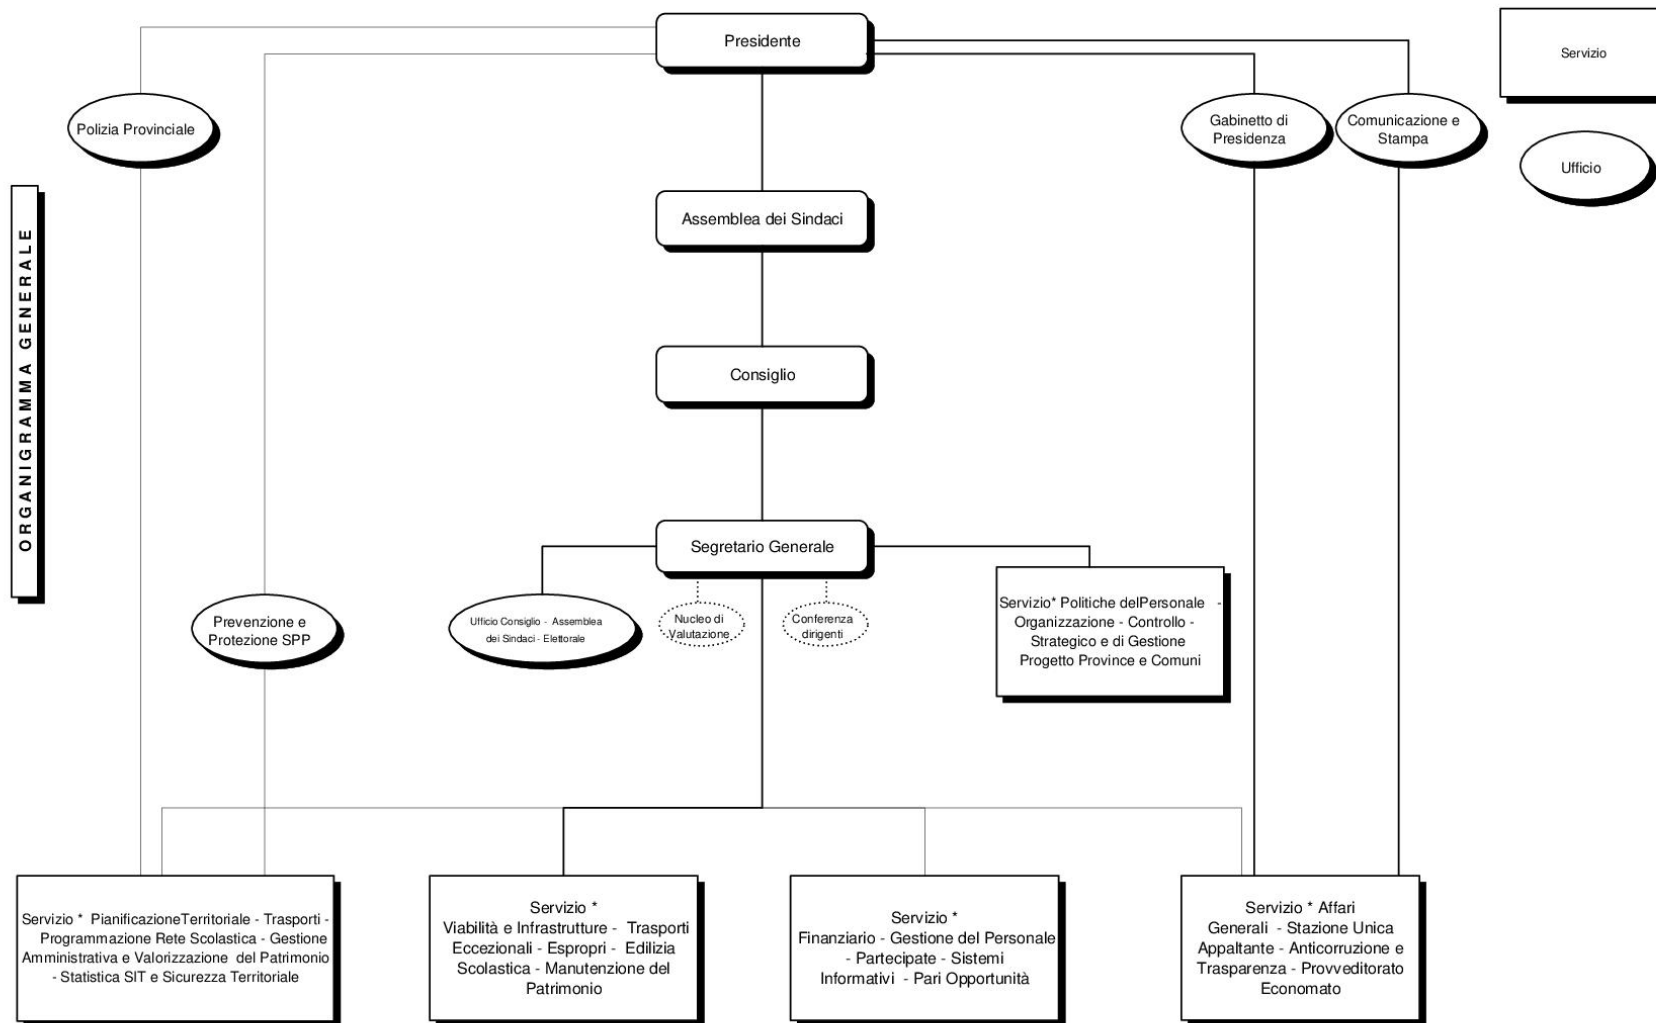 Presidente
Servizio
Polizia Provinciale
Gabinetto di
Presidenza
Comunicazione e
Stampa
Ufficio
ORGANIGRAMMA GENERALE
Assemblea dei Sindaci
Consiglio
Segretario Generale
Prevenzione e
Protezione SPP
Ufficio Consiglio - Assemblea
dei Sindaci - Elettorale
Nucleo di
Valutazione
Conferenza
dirigenti
Servizio* Politiche delPersonale -
Organizzazione - Controllo -
Strategico e di Gestione
Progetto Province e Comuni
Servizio * PianificazioneTerritoriale - Trasporti -
Programmazione Rete Scolastica - Gestione
Amministrativa e Valorizzazione del Patrimonio
- Statistica SIT e Sicurezza Territoriale
Servizio *
Viabilità e Infrastrutture - Trasporti
Eccezionali - Espropri - Edilizia
Scolastica - Manutenzione del
Patrimonio
Servizio *
Finanziario - Gestione del Personale
- Partecipate - Sistemi
Informativi - Pari Opportunità
Servizio * Affari
Generali - Stazione Unica
Appaltante - Anticorruzione e
Trasparenza - Provveditorato
Economato